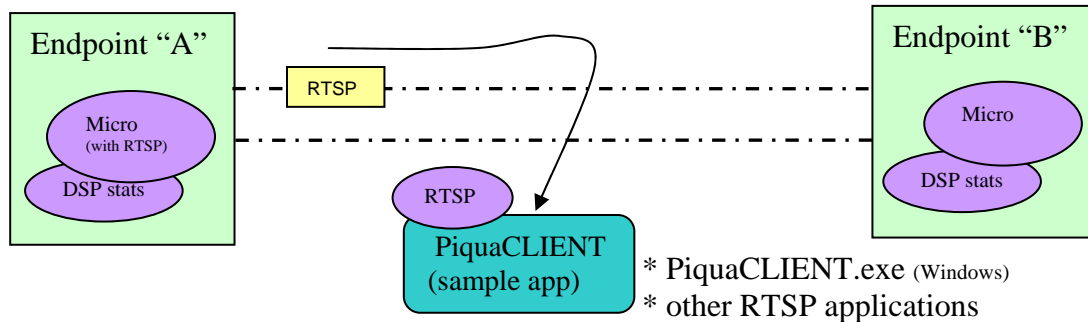 Endpoint “A”
Micro
(with RTSP)
DSP stats
RTSP
RTSP
PiquaCLIENT
(sample app)
* PiquaCLIENT.exe (Windows)
* other RTSP applications
Endpoint “B”
Micro
DSP stats